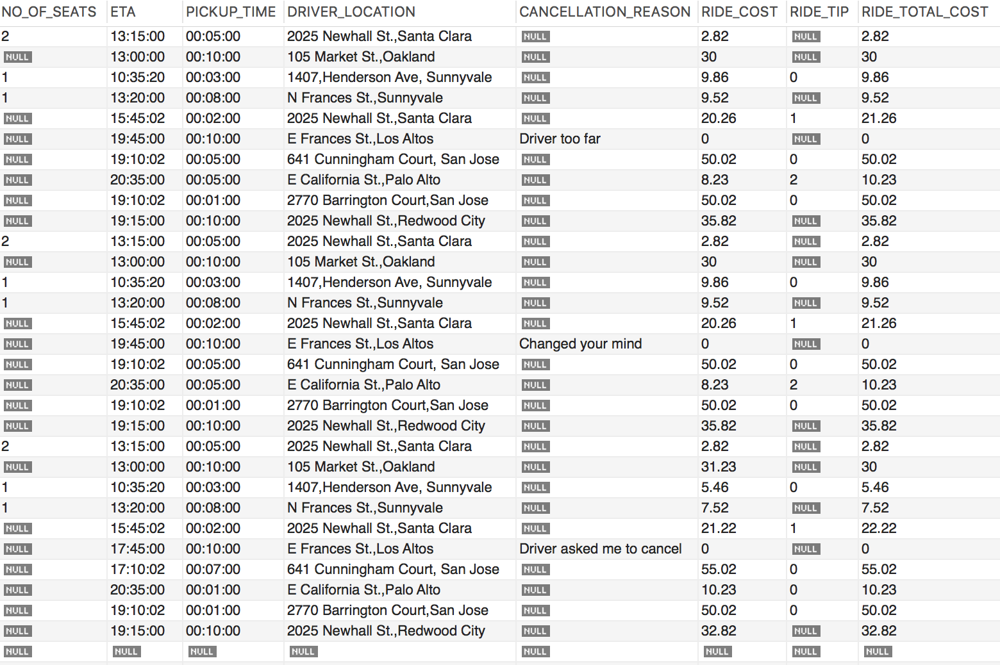 NO_OF_SEATS ETA PICKUP_TIME DRIVER_LOCATION CANCELLATION_REASON RIDE_COST RIDE_TIP RIDE_TOTAL_COST
2 13:15:00 00:05:00 2025 Newhall St.,Santa Clara NULL 2.82 NULL 2.82
NULL 13:00:00 00:10:00 105 Market St.,Oakland NULL 30 NULL 30
1 10:35:20 00:03:00 1407,Henderson Ave, Sunnyvale NULL 9.86 0 9.86
1 13:20:00 00:08:00 N Frances St.,Sunnyvale NULL 9.52 NULL 9.52
NULL 15:45:02 00:02:00 2025 Newhall St.,Santa Clara NULL 20.26 1 21.26
NULL 19:45:00 00:10:00 E Frances St.,Los Altos Driver too far 0 NULL 0
NULL 19:10:02 00:05:00 641 Cunningham Court, San Jose NULL 50.02 0 50.02
NULL 20:35:00 00:05:00 E California St.,Palo Alto NULL 8.23 2 10.23
NULL 19:10:02 00:01:00 2770 Barrington Court,San Jose NULL 50.02 0 50.02
NULL 19:15:00 00:10:00 2025 Newhall St.,Redwood City NULL 35.82 NULL 35.82
2 13:15:00 00:05:00 2025 Newhall St.,Santa Clara NULL 2.82 NULL 2.82
NULL 13:00:00 00:10:00 105 Market St.,Oakland NULL 30 NULL 30
1 10:35:20 00:03:00 1407,Henderson Ave, Sunnyvale NULL 9.86 0 9.86
1 13:20:00 00:08:00 N Frances St.,Sunnyvale NULL 9.52 NULL 9.52
NULL 15:45:02 00:02:00 2025 Newhall St.,Santa Clara NULL 20.26 1 21.26
NULL 19:45:00 00:10:00 E Frances St.,Los Altos Changed your mind 0 NULL 0
NULL 19:10:02 00:05:00 641 Cunningham Court, San Jose NULL 50.02 0 50.02
NULL 20:35:00 00:05:00 E California St.,Palo Alto NULL 8.23 2 10.23
NULL 19:10:02 00:01:00 2770 Barrington Court,San Jose NULL 50.02 0 50.02
NULL 19:15:00 00:10:00 2025 Newhall St.,Redwood City NULL 35.82 NULL 35.82
2 13:15:00 00:05:00 2025 Newhall St.,Santa Clara NULL 2.82 NULL 2.82
NULL 13:00:00 00:10:00 105 Market St.,Oakland NULL 31.23 NULL 30
1 10:35:20 00:03:00 1407,Henderson Ave, Sunnyvale NULL 5.46 0 5.46
1 13:20:00 00:08:00 N Frances St.,Sunnyvale NULL 7.52 NULL 7.52
NULL 15:45:02 00:02:00 2025 Newhall St.,Santa Clara NULL 21.22 1 22.22
NULL 17:45:00 00:10:00 E Frances St.,Los Altos Driver asked me to cancel 0 NULL 0
NULL 17:10:02 00:07:00 641 Cunningham Court, San Jose NULL 55.02 0 55.02
NULL 20:35:00 00:01:00 E California St.,Palo Alto NULL 10.23 0 10.23
NULL 19:10:02 00:01:00 2770 Barrington Court,San Jose NULL 50.02 0 50.02
NULL 19:15:00 00:10:00 2025 Newhall St.,Redwood City NULL 32.82 NULL 32.82
NULL NULL NULL NULL NULL NULL NULL NULL